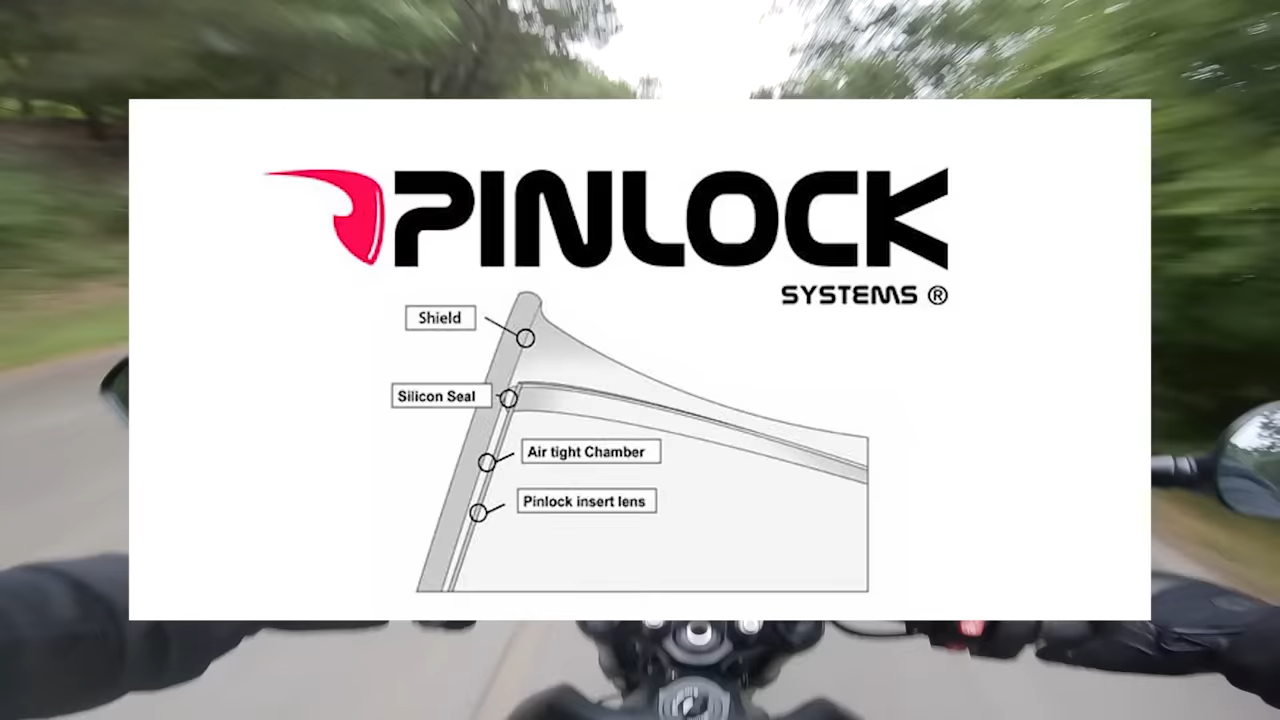 PINLOCK
SYSTEMS ®
Shield
Silicon Seal
Air tight Chamber
Pinlock insert lens